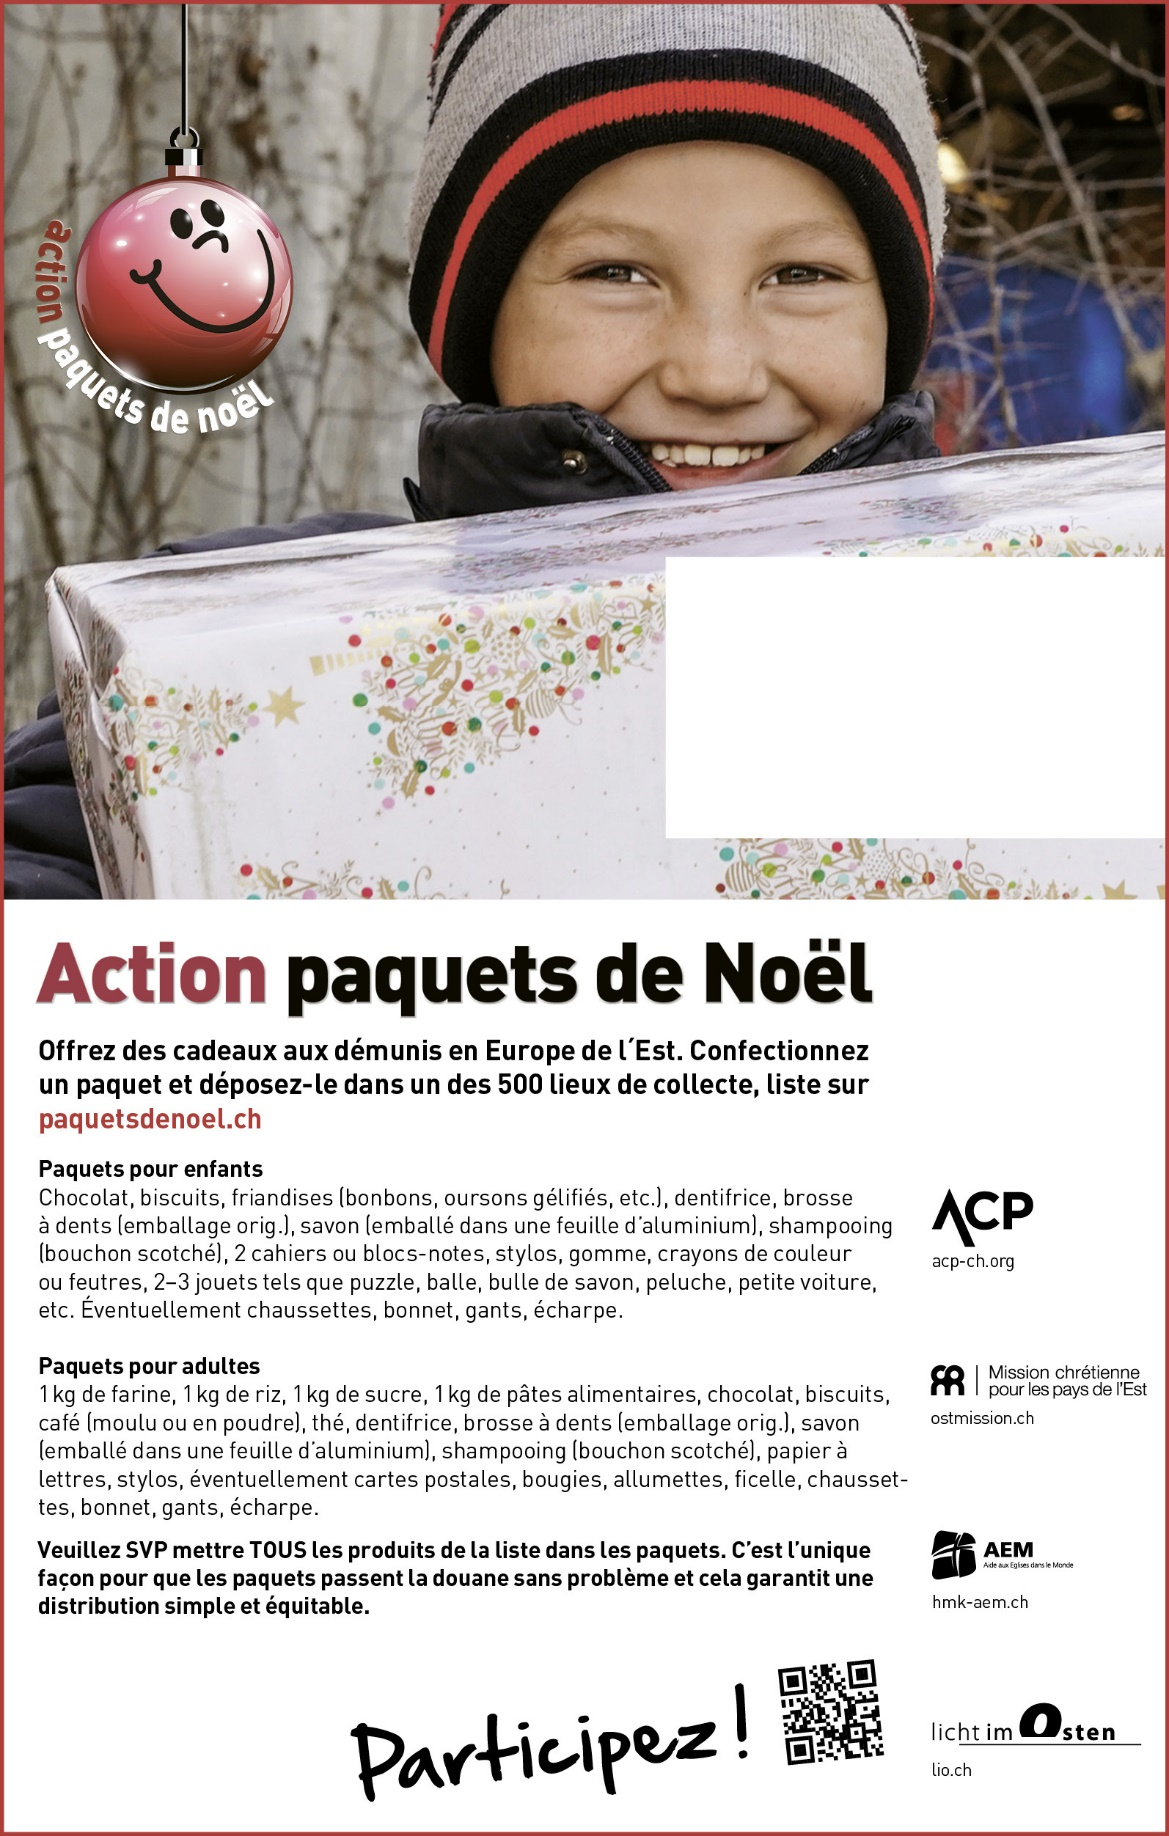 action paquets de noël
Action paquets de Noël
Offrez des cadeaux aux démunis en Europe de l´Est. Confectionnez
un paquet et déposez-le dans un des 500 lieux de collecte, liste sur
paquetsdenoel.ch
Paquets pour enfants
Chocolat, biscuits, friandises (bonbons, oursons gélifiés, etc.), dentifrice, brosse
à dents (emballage orig.), savon (emballé dans une feuille d’aluminium), shampooing
(bouchon scotché), 2 cahiers ou blocs-notes, stylos, gomme, crayons de couleur
ou feutres, 2–3 jouets tels que puzzle, balle, bulle de savon, peluche, petite voiture,
etc. Éventuellement chaussettes, bonnet, gants, écharpe.
Paquets pour adultes
1 kg de farine, 1 kg de riz, 1 kg de sucre, 1 kg de pâtes alimentaires, chocolat, biscuits,
café (moulu ou en poudre), thé, dentifrice, brosse à dents (emballage orig.), savon
(emballé dans une feuille d’aluminium), shampooing (bouchon scotché), papier à
lettres, stylos, éventuellement cartes postales, bougies, allumettes, ficelle, chausset-
tes, bonnet, gants, écharpe.
Veuillez SVP mettre TOUS les produits de la liste dans les paquets. C’est l’unique
façon pour que les paquets passent la douane sans problème et cela garantit une
distribution simple et équitable.
Participez !
ACP
acp-ch.org
Mission chrétienne
pour les pays de l’Est
ostmission.ch
AEM
Aide aux Eglises dans le Monde
hmk-aem.ch
licht im Osten
lio.ch